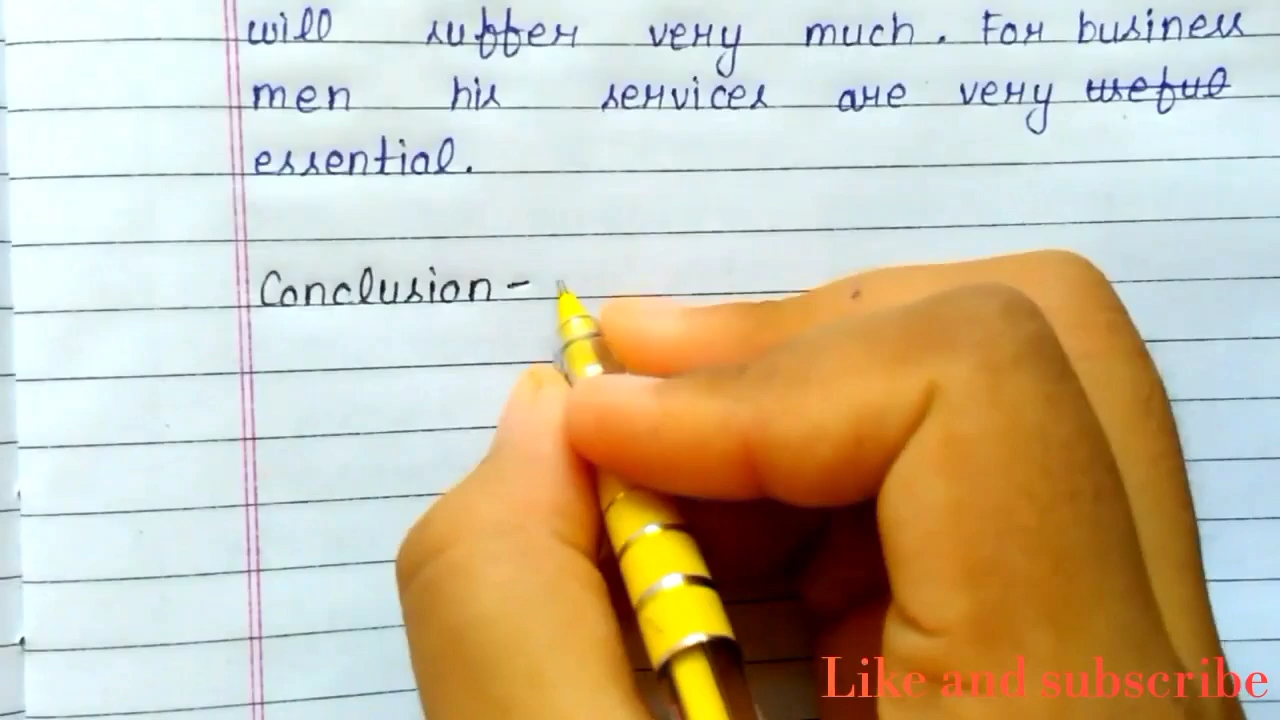 will suffer very much. For business
men his services are very useful
essential.
Conclusion -
Like and subscribe